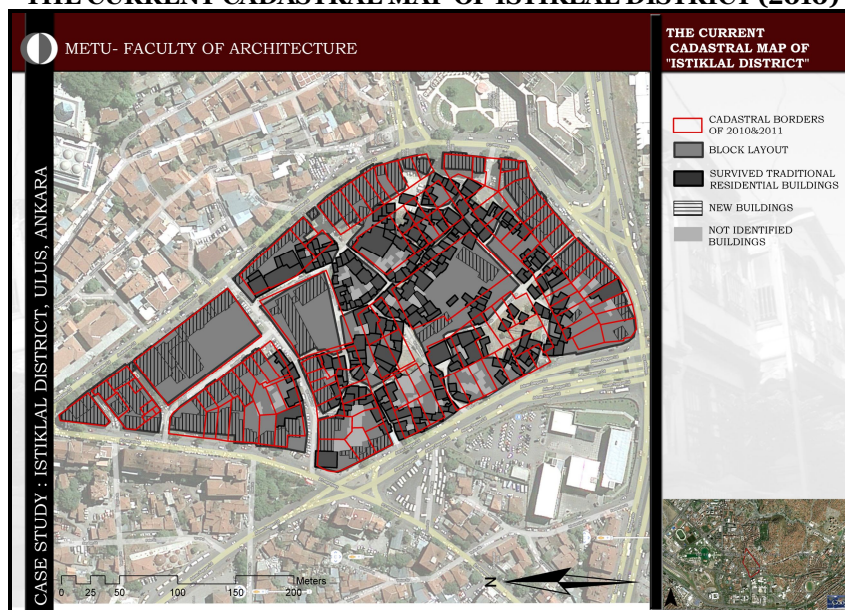 THE CURRENT CADASTRAL MAP OF ISTIKLAL DISTRICT (2010)
METU- FACULTY OF ARCHITECTURE
THE CURRENT
CADASTRAL MAP OF
"ISTIKLAL DISTRICT"
CADASTRAL BORDERS
OF 2010&2011
BLOCK LAYOUT
SURVIVED TRADITIONAL
RESIDENTIAL BUILDINGS
NEW BUILDINGS
NOT IDENTIFIED
BUILDINGS
CASE STUDY : ISTIKLAL DISTRICT, ULUS, ANKARA
Meters
0 25 50 100 150 200
N